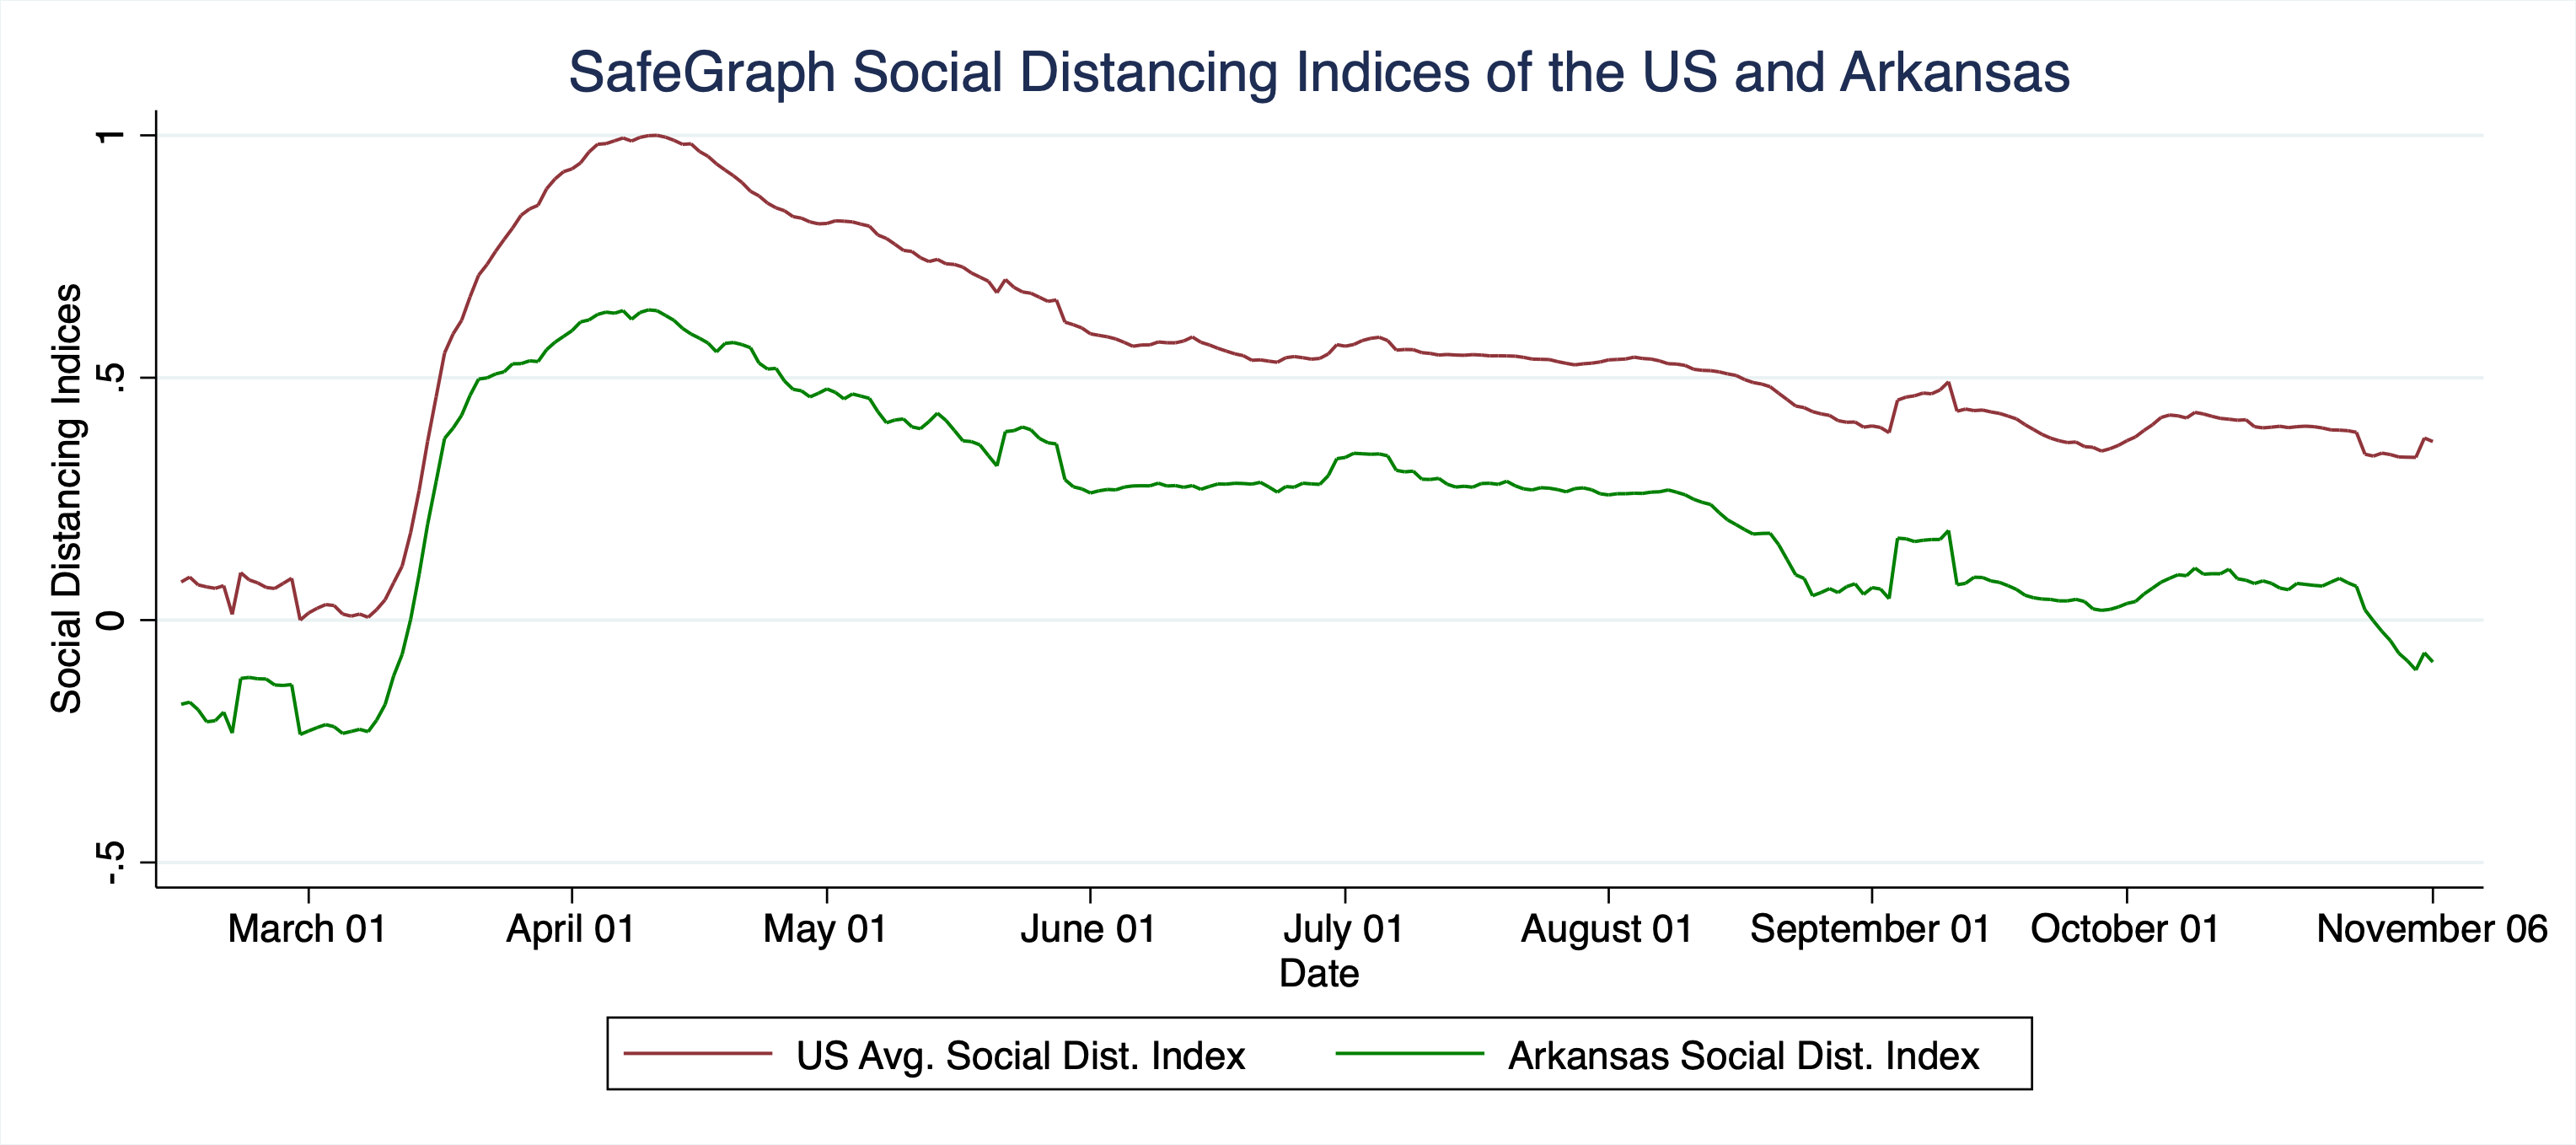 SafeGraph Social Distancing Indices of the US and Arkansas
Social Distancing Indices
1
.5
0
-.5
March 01 April 01 May 01 June 01 July 01 August 01 September 01 October 01 November 06
Date
US Avg. Social Dist. Index Arkansas Social Dist. Index